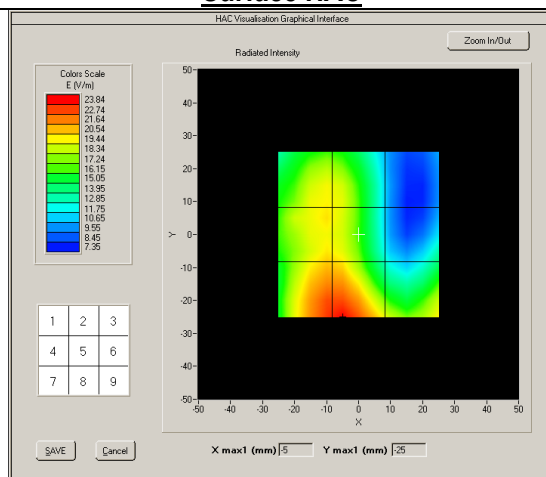 HAC Visualisation Graphical Interface
Zoom In/Out
Radiated Intensity
Colors Scale
E (V/m)
23.84
22.74
21.64
20.54
19.44
18.34
17.24
16.15
15.05
13.95
12.85
11.75
10.65
9.55
8.45
7.35
50
40
30
20
10
Y 0
-10
-20
-30
-40
-50
-50 -40 -30 -20 -10 0 10 20 30 40 50
X
1 2 3
4 5 6
7 8 9
SAVE Cancel X max1 (mm) -5 Y max1 (mm) -25